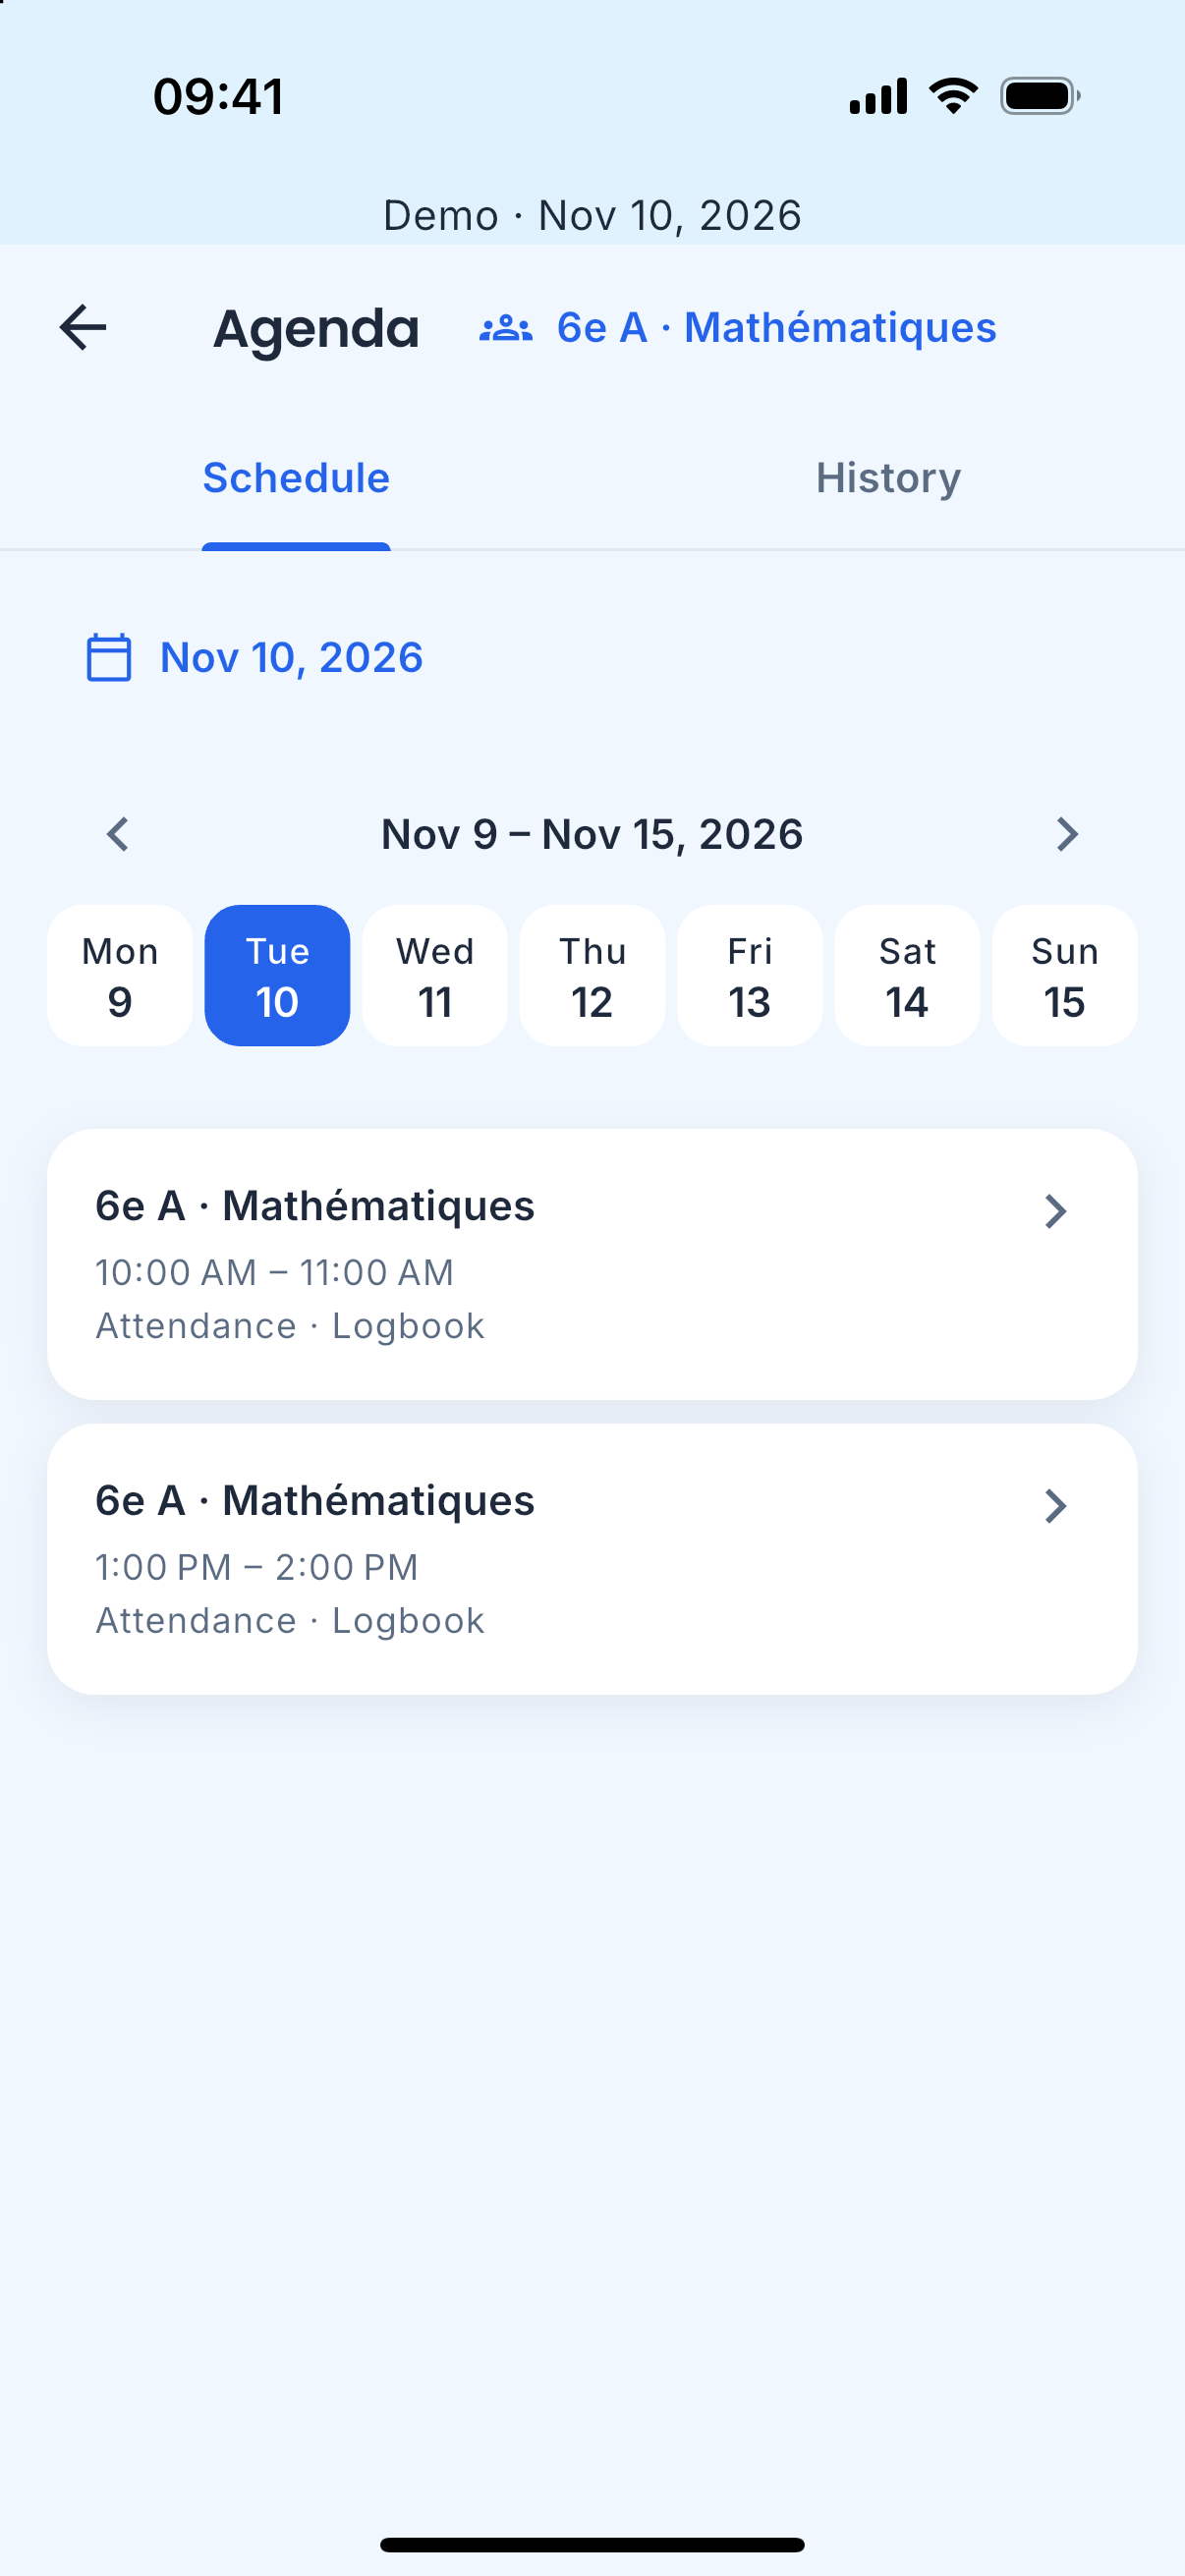 09:41
Demo · Nov 10, 2026
Agenda 6e A · Mathématiques
Schedule History
Nov 10, 2026
Nov 9 – Nov 15, 2026
Mon Tue Wed Thu Fri Sat Sun
9 10 11 12 13 14 15
6e A · Mathématiques
10:00 AM – 11:00 AM
Attendance · Logbook
6e A · Mathématiques
1:00 PM – 2:00 PM
Attendance · Logbook